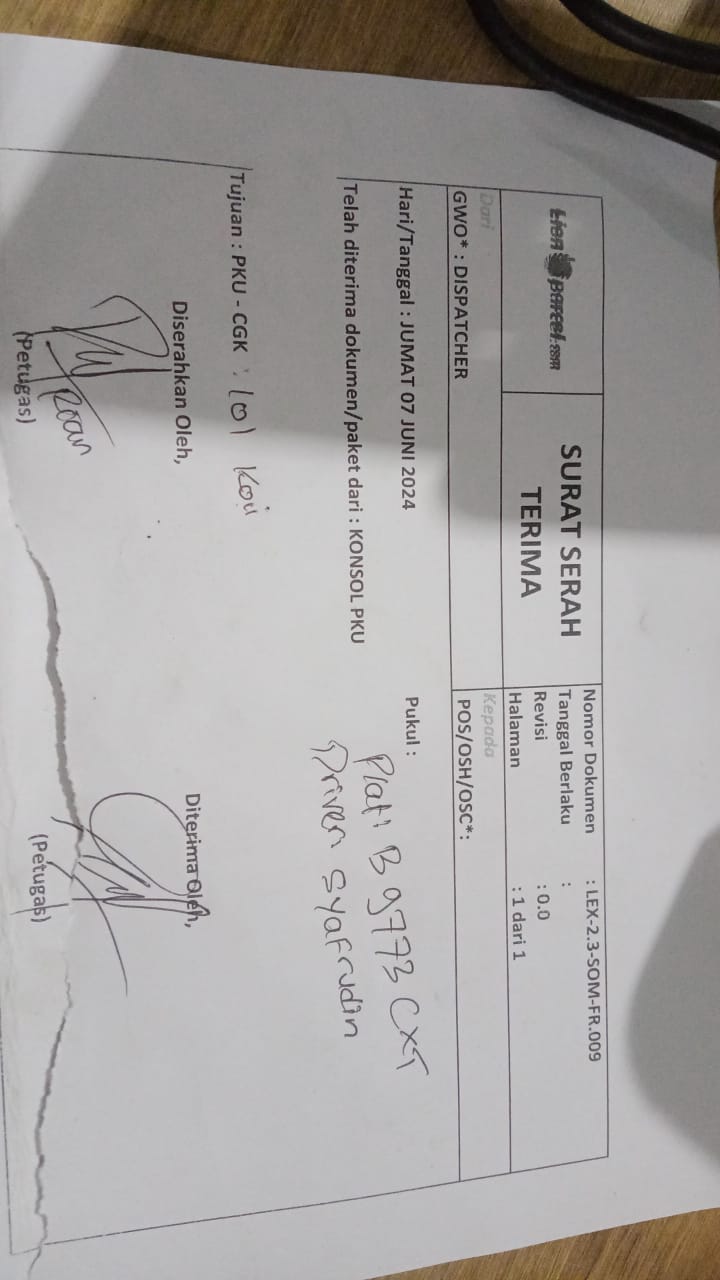 Lion parcel.com
SURAT SERAH
TERIMA
Nomor Dokumen : LEX-2.3-SOM-FR.009
Tanggal Berlaku :
Revisi : 0.0
Halaman : 1 dari 1
Dari
GWO* : DISPATCHER
Kepada
POS/OSH/OSC* :
Hari/Tanggal : JUMAT 07 JUNI 2024 Pukul :
Plat : B 9773 CXT
Telah diterima dokumen/paket dari : KONSOL PKU
Driver Syafrudin
Tujuan : PKU - CGK : 101 Koli
Diserahkan Oleh, Diterima Oleh,
(Petugas) (Petugas)